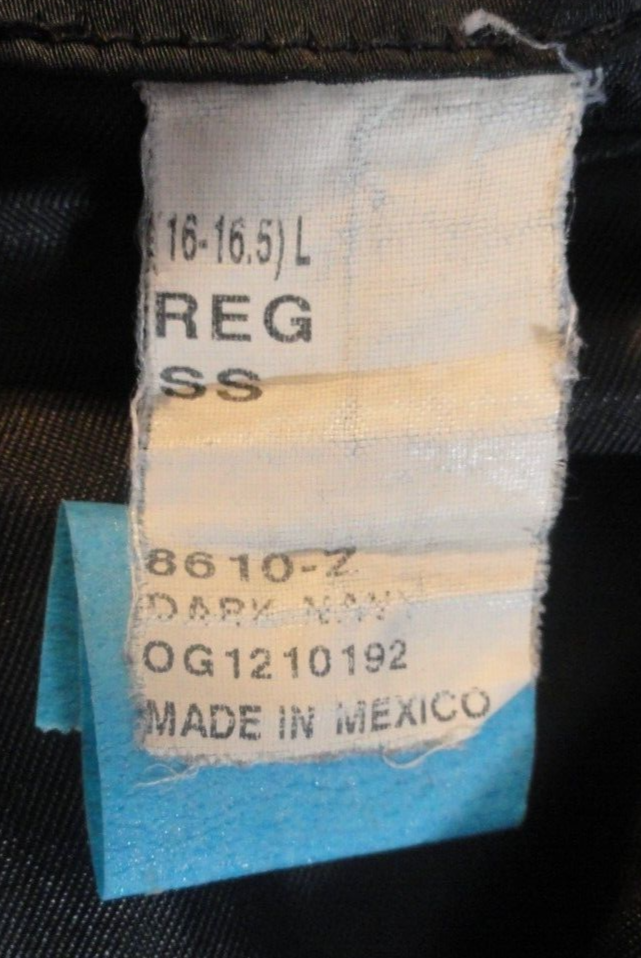 (16-16.5) L
REG
SS
8610-Z
DARK NAVY
OG1210192
MADE IN MEXICO